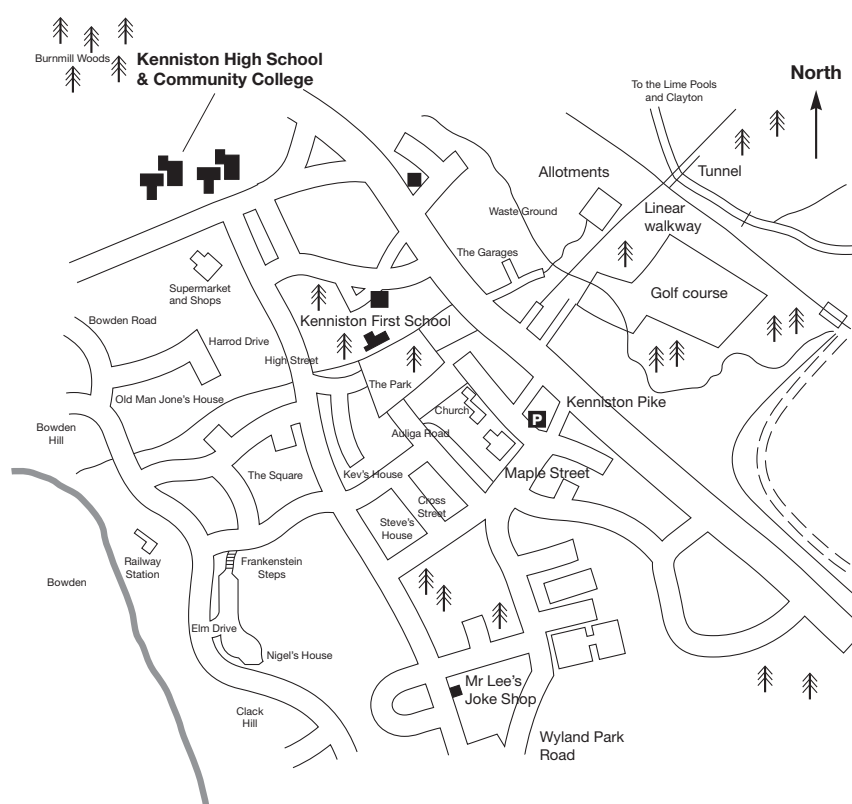 Burnmill Woods
Kenniston High School
& Community College
To the Lime Pools
and Clayton
North
Allotments
Tunnel
Waste Ground
Linear
walkway
The Garages
Supermarket
and Shops
Golf course
Bowden Road
Kenniston First School
Harrod Drive
High Street
The Park
Old Man Jone's House
Kenniston Pike
Church
P
Bowden
Hill
Auliga Road
The Square
Kev's House
Maple Street
Cross
Street
Steve's
House
Railway
Station
Frankenstein
Steps
Bowden
Elm Drive
Nigel's House
Mr Lee's
Joke Shop
Clack
Hill
Wyland Park
Road